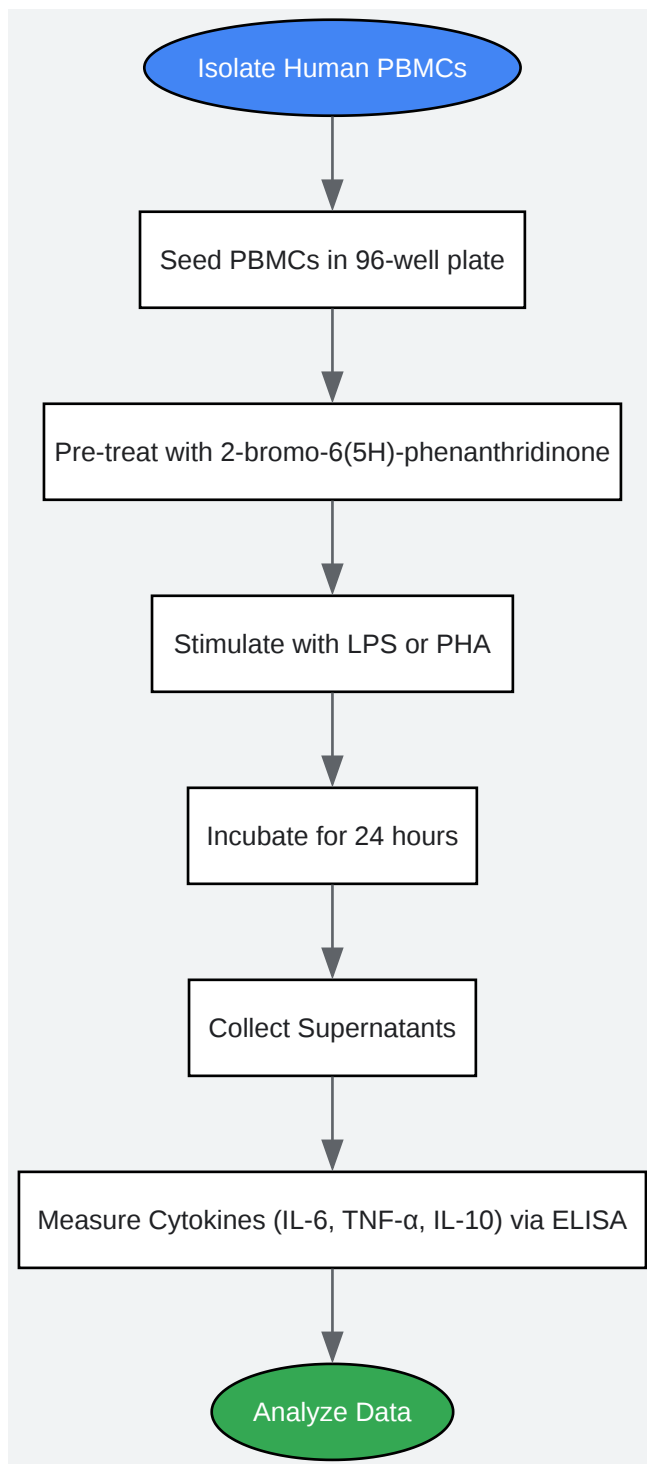 Isolate Human PBMCs
Seed PBMCs in 96-well plate
Pre-treat with 2-bromo-6(5H)-phenanthridinone
Stimulate with LPS or PHA
Incubate for 24 hours
Collect Supernatants
Measure Cytokines (IL-6, TNF-α, IL-10) via ELISA
Analyze Data